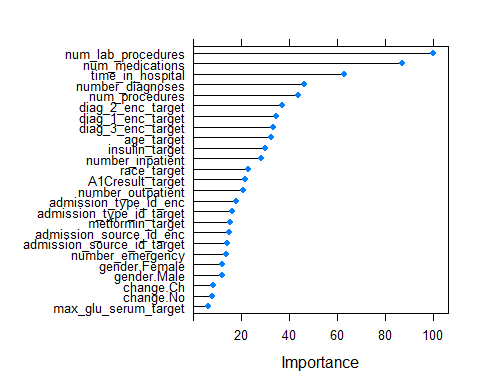 num_lab_procedures
num_medications
time_in_hospital
number_diagnoses
num_procedures
diag_2_enc_target
diag_1_enc_target
diag_3_enc_target
age_target
insulin_target
number_inpatient
race_target
A1Cresult_target
number_outpatient
admission_type_id_enc
admission_type_id_target
metformin_target
admission_source_id_enc
admission_source_id_target
number_emergency
gender.Female
gender.Male
change.Ch
change.No
max_glu_serum_target
20 40 60 80 100
Importance